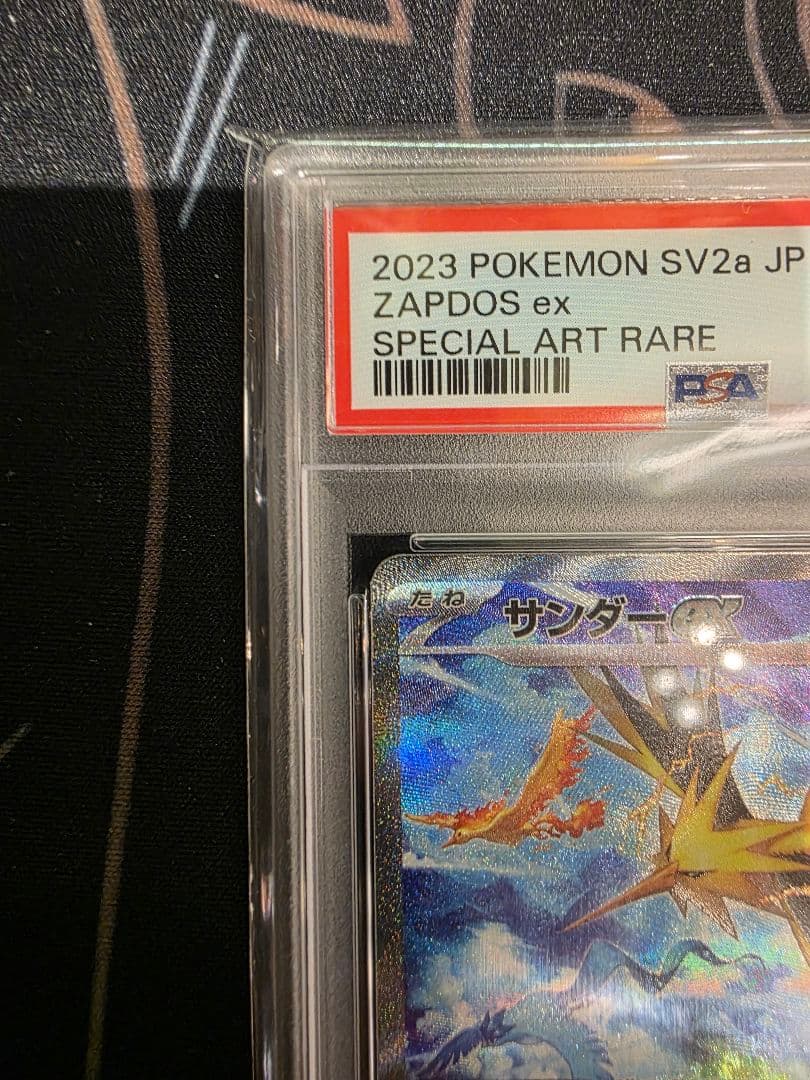 2023 POKEMON SV2a JP
ZAPDOS ex
SPECIAL ART RARE
PSA
たね サンダーex